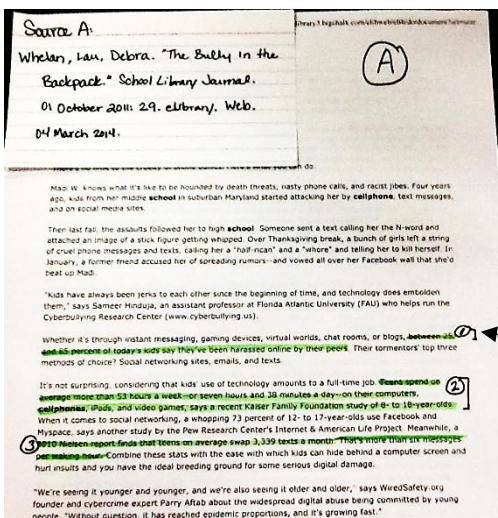 Source A:
Whelan, Lau, Debra. "The Bully in the
Backpack." School Library Journal.
01 October 2011: 29. elibrary. Web.
04 March 2014.
A
can do.
Madi W. knows what it's like to be hounded by death threats, nasty phone calls, and racist jibes. Four years
ago, kids from her middle school in suburban Maryland started attacking her by cellphone, text messages,
and on social media sites.
Then last fall, the assaults followed her to high school. Someone sent a text calling her the N-word and
attached an image of a stick figure getting whipped. Over Thanksgiving break, a bunch of girls left a string
of cruel phone messages and texts, calling her a "half-rican" and a "whore" and telling her to kill herself. In
January, a former friend accused her of spreading rumors--and vowed all over her Facebook wall that she'd
beat up Madi.
"Kids have always been jerks to each other since the beginning of time, and technology does embolden
them," says Sameer Hinduja, an assistant professor at Florida Atlantic University (FAU) who helps run the
Cyberbullying Research Center (www.cyberbullying.us).
Whether it's through instant messaging, gaming devices, virtual worlds, chat rooms, or blogs, between 25 1
and 65 percent of today's kids say they've been harassed online by their peers. Their tormentors' top three
methods of choice? Social networking sites, emails, and texts.
It's not surprising, considering that kids' use of technology amounts to a full-time job. Teens spend on
average more than 53 hours a week--or seven hours and 38 minutes a day--on their computers, 2
cellphones, iPods, and video games, says a recent Kaiser Family Foundation study of 8- to 18-year-olds.
When it comes to social networking, a whopping 73 percent of 12- to 17-year-olds use Facebook and
Myspace, says another study by the Pew Research Center's Internet & American Life Project. Meanwhile, a
3 2010 Nielsen report finds that teens on average swap 3,339 texts a month. That's more than six messages
per waking hour. Combine these stats with the ease with which kids can hide behind a computer screen and
hurl insults and you have the ideal breeding ground for some serious digital damage.
"We're seeing it younger and younger, and we're also seeing it older and older," says WiredSafety.org
founder and cybercrime expert Parry Aftab about the widespread digital abuse being committed by young
people. "Without question, it has reached epidemic proportions, and it's growing fast."